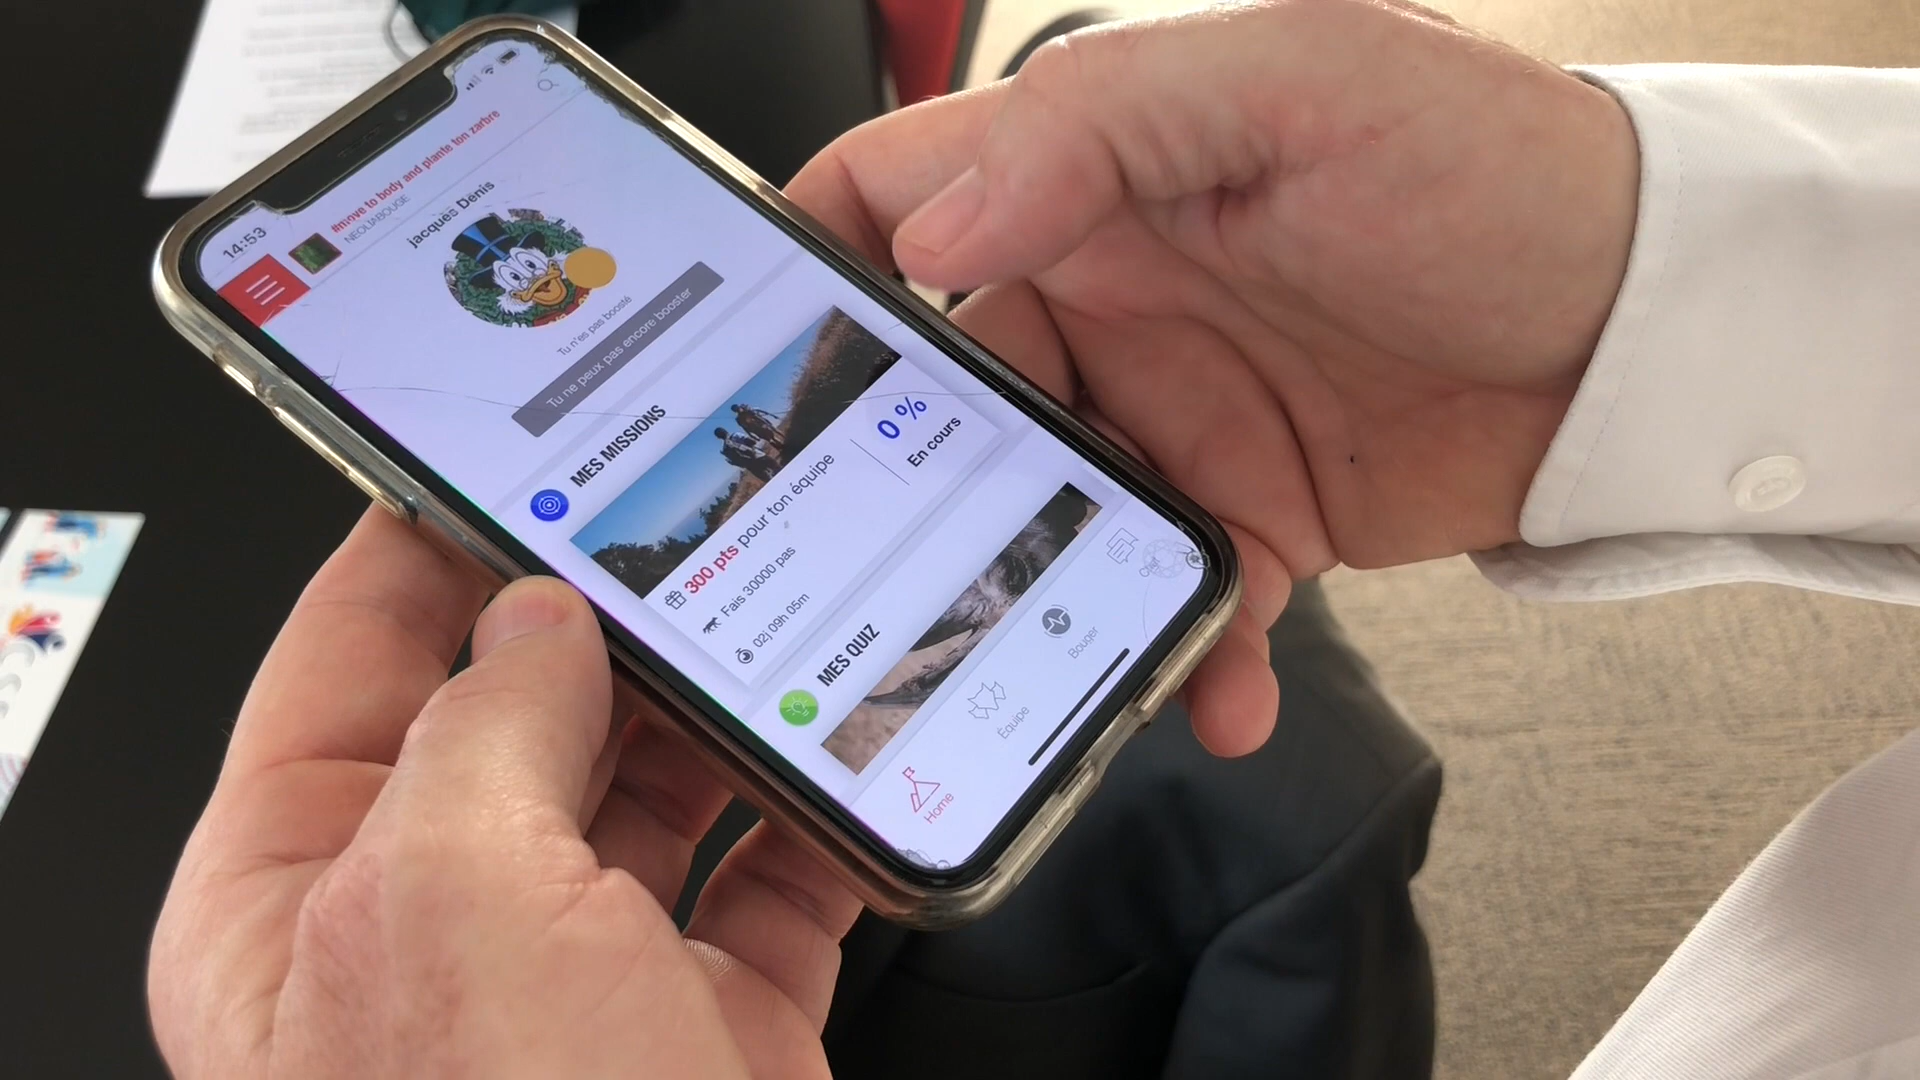 14:53
#move to body and plante ton zarbre
NEOLIABOUGE
jacques Denis
Tu n'es pas boosté
Tu ne peux pas encore booster
MES MISSIONS
300 pts pour ton équipe
Fais 30000 pas
02j 09h 05m
0 %
En cours
MES QUIZ
Home
Équipe
Bouger